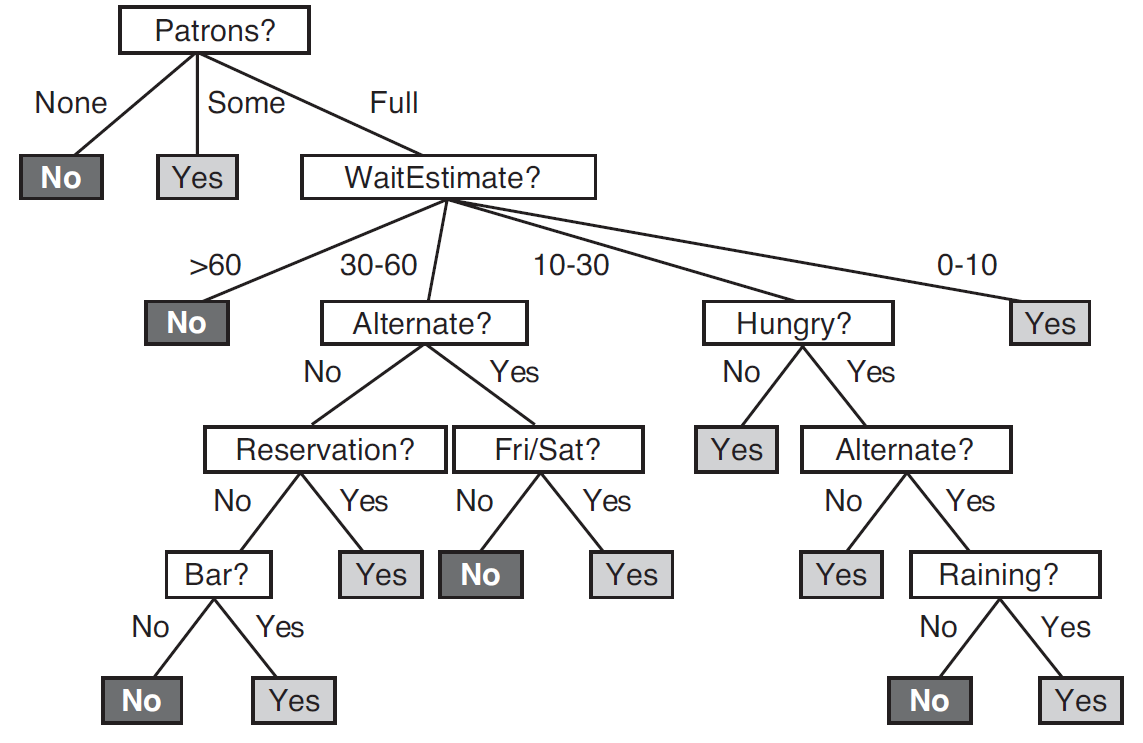 Patrons?
None Some Full
No Yes WaitEstimate?
>60 30-60 10-30 0-10
No Alternate? Hungry? Yes
No Yes No Yes
Reservation? Fri/Sat? Yes Alternate?
No Yes No Yes No Yes
Bar? Yes No Yes Yes Raining?
No Yes No Yes
No Yes No Yes